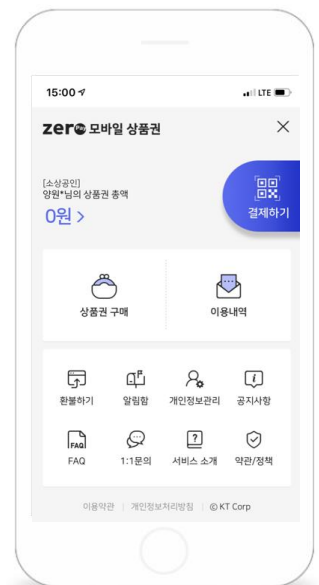 15:00 LTE
zero Pay 모바일 상품권
[소상공인]
양원*님의 상품권 총액
0원 >
결제하기
상품권 구매 이용내역
환불하기 알림함 개인정보관리 공지사항
FAQ
FAQ 1:1문의 서비스 소개 약관/정책
이용약관 | 개인정보처리방침 | © KT Corp